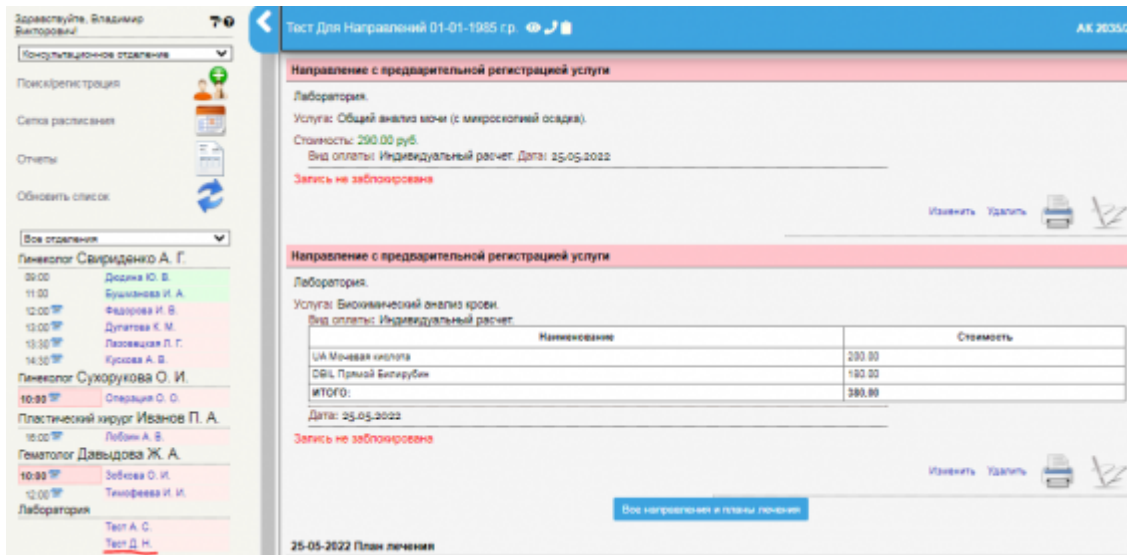 Здравствуйте, Владимир
Викторович!
Консультационное отделение
Поиск/регистрация
Сетка расписания
Отчеты
Обновить список
Все отделения
Гинеколог Свириденко А. Г.
09:00 Дюдина Ю. В.
11:00 Бушманова И. А.
12:00 Федорова И. В.
13:00 Дулатова К. М.
13:30 Лазовацкая Л. Г.
14:30 Кускова А. В.
Гинеколог Сухорукова О. И.
10:00 Операция О. О.
Пластический хирург Иванов П. А.
Лобоин А. В.
Гематолог Давыдова Ж. А.
10:00 Зобкова О. И.
12:00 Тимофеева И. И.
Лаборатория
Тест А. С.
Тест Д. Н.
Тест Для Направлений 01-01-1985 г.р.
АК 2035/
Направление с предварительной регистрацией услуги
Лаборатория.
Услуга: Общий анализ мочи (с микроскопией осадка).
Стоимость: 290.00 руб.
Вид оплаты: Индивидуальный расчет. Дата: 25.05.2022
Запись не заблокирована
Изменить Удалить
Направление с предварительной регистрацией услуги
Лаборатория.
Услуга: Биохимический анализ крови.
Вид оплаты: Индивидуальный расчет.
Наименование Стоимость
UA Мочевая кислота 200.00
DBIL Прямой Билирубин 180.00
ИТОГО: 380.00
Дата: 25.05.2022
Запись не заблокирована
Изменить Удалить
Все направления и планы лечения
25-05-2022 План лечения